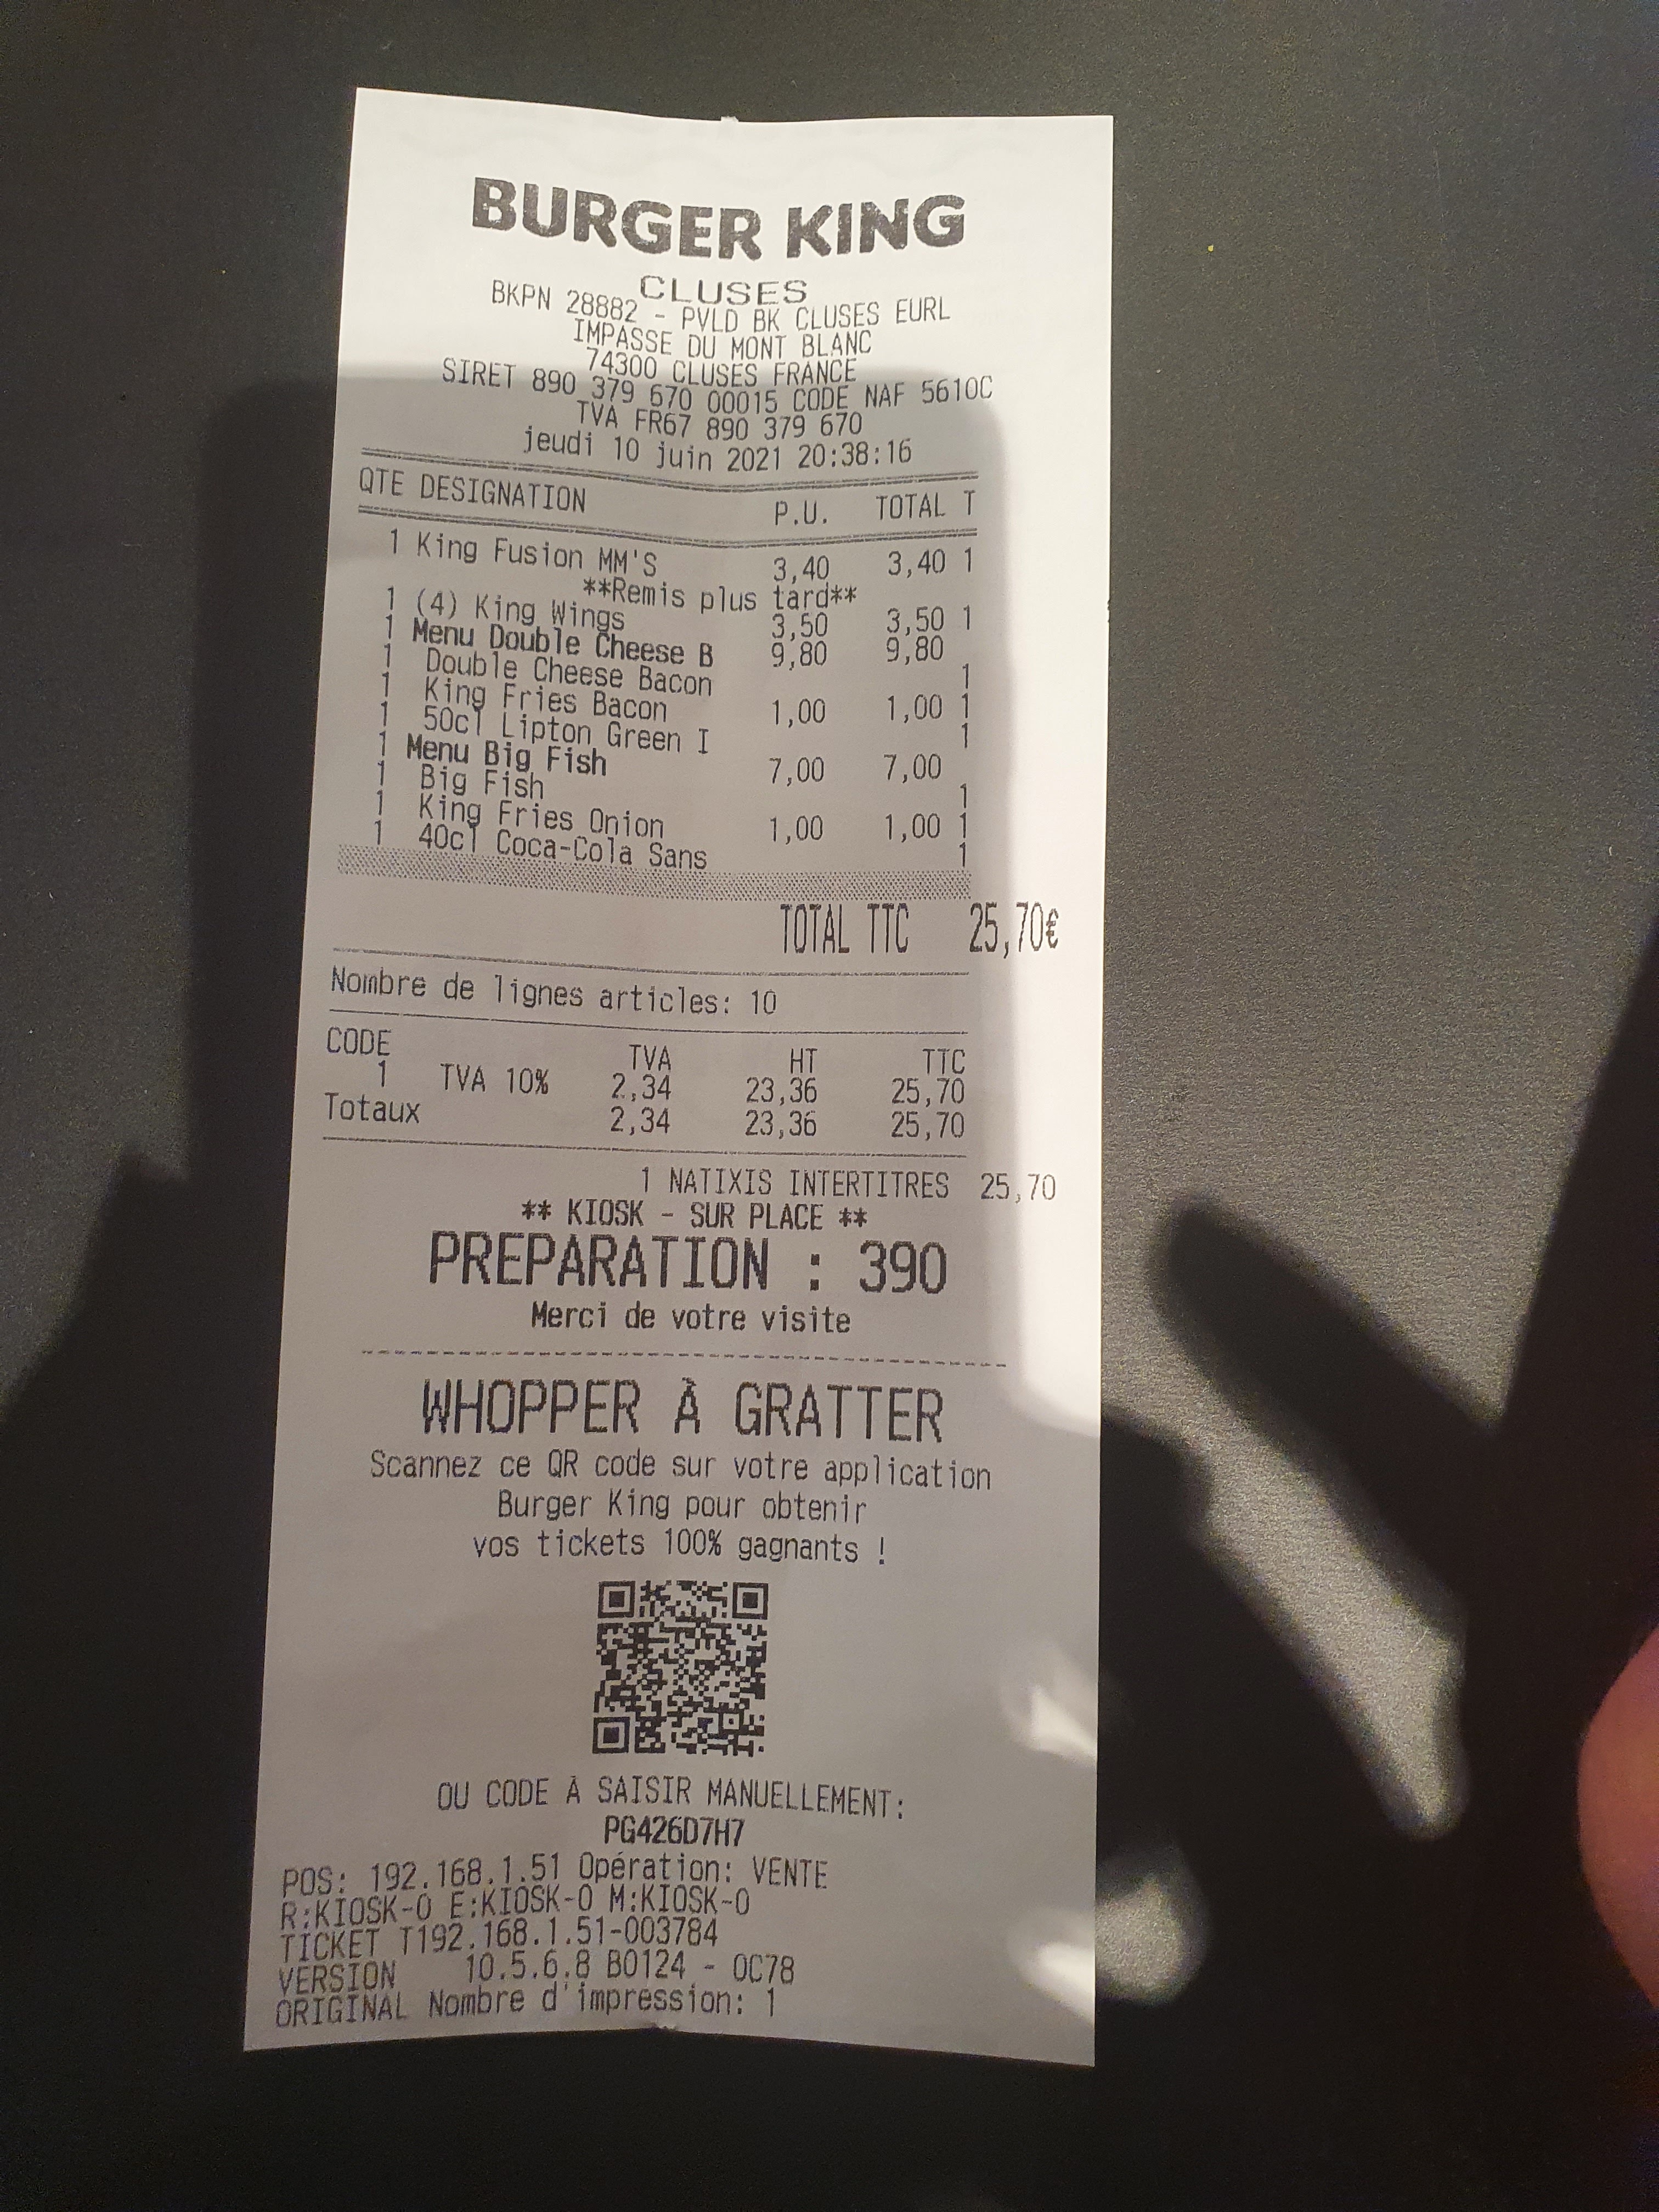 BURGER KING
CLUSES
BKPN 28882 - PVLD BK CLUSES EURL
IMPASSE DU MONT BLANC
74300 CLUSES FRANCE
SIRET 890 379 670 00015 CODE NAF 5610C
TVA FR67 890 379 670
jeudi 10 juin 2021 20:38:16
QTE DESIGNATION P.U. TOTAL T
1 King Fusion MM'S 3,40 3,40 1
**Remis plus tard**
1 (4) King Wings 3,50 3,50 1
1 Menu Double Cheese B 9,80 9,80
1 Double Cheese Bacon 1
1 King Fries Bacon 1,00 1,00 1
1 50cl Lipton Green I 1
1 Menu Big Fish 7,00 7,00
1 Big Fish 1
1 King Fries Onion 1,00 1,00 1
1 40cl Coca-Cola Sans 1
TOTAL TTC 25,70€
Nombre de lignes articles: 10
CODE TVA HT TTC
1 TVA 10% 2,34 23,36 25,70
Totaux 2,34 23,36 25,70
1 NATIXIS INTERTITRES 25,70
** KIOSK - SUR PLACE **
PREPARATION : 390
Merci de votre visite
WHOPPER À GRATTER
Scannez ce QR code sur votre application
Burger King pour obtenir
vos tickets 100% gagnants !
OU CODE À SAISIR MANUELLEMENT:
PG426D7H7
POS: 192.168.1.51 Opération: VENTE
R:KIOSK-0 E:KIOSK-0 M:KIOSK-0
TICKET T192.168.1.51-003784
VERSION 10.5.6.8 B0124 - 0C78
ORIGINAL Nombre d'impression: 1